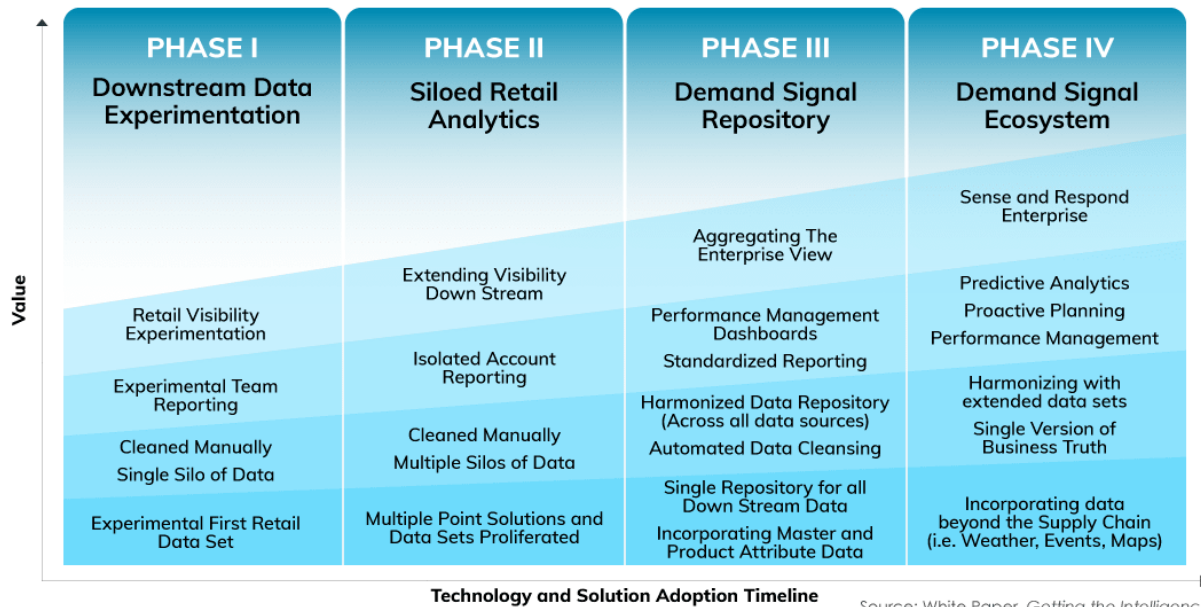 PHASE I
Downstream Data
Experimentation
Retail Visibility
Experimentation
Experimental Team
Reporting
Cleaned Manually
Single Silo of Data
Experimental First Retail
Data Set
PHASE II
Siloed Retail
Analytics
Extending Visibility
Down Stream
Isolated Account
Reporting
Cleaned Manually
Multiple Silos of Data
Multiple Point Solutions and
Data Sets Proliferated
PHASE III
Demand Signal
Repository
Aggregating The
Enterprise View
Performance Management
Dashboards
Standardized Reporting
Harmonized Data Repository
(Across all data sources)
Automated Data Cleansing
Single Repository for all
Down Stream Data
Incorporating Master and
Product Attribute Data
PHASE IV
Demand Signal
Ecosystem
Sense and Respond
Enterprise
Predictive Analytics
Proactive Planning
Performance Management
Harmonizing with
extended data sets
Single Version of
Business Truth
Incorporating data
beyond the Supply Chain
(i.e. Weather, Events, Maps)
Value
Technology and Solution Adoption Timeline
Source: White Paper, Getting the